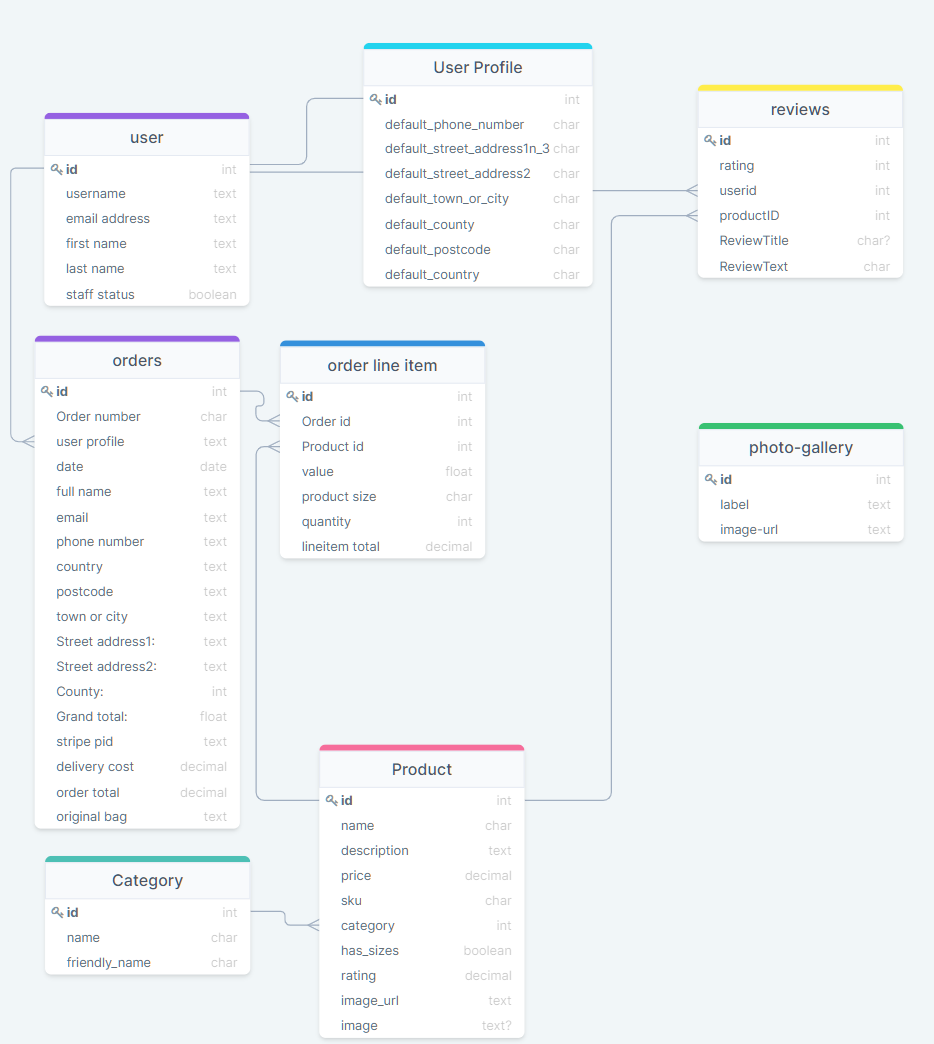 User Profile
id int
default_phone_number char
default_street_address1n_3 char
default_street_address2 char
default_town_or_city char
default_county char
default_postcode char
default_country char
reviews
id int
rating int
userid int
productID int
ReviewTitle char?
ReviewText char
user
id int
username text
email address text
first name text
last name text
staff status boolean
orders
id int
Order number char
user profile text
date date
full name text
email text
phone number text
country text
postcode text
town or city text
Street address1: text
Street address2: text
County: int
Grand total: float
stripe pid text
delivery cost decimal
order total decimal
original bag text
order line item
id int
Order id int
Product id int
value float
product size char
quantity int
lineitem total decimal
photo-gallery
id int
label text
image-url text
Product
id int
name char
description text
price decimal
sku char
category int
has_sizes boolean
rating decimal
image_url text
image text?
Category
id int
name char
friendly_name char